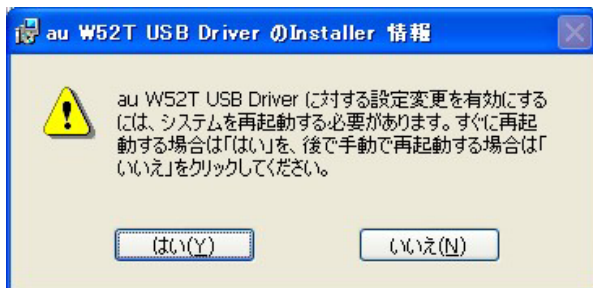 au W52T USB Driver のInstaller 情報
au W52T USB Driver に対する設定変更を有効にする
には、システムを再起動する必要があります。すぐに再起
動する場合は「はい」を、後で手動で再起動する場合は「
いいえ」をクリックしてください。
はい(Y) いいえ(N)